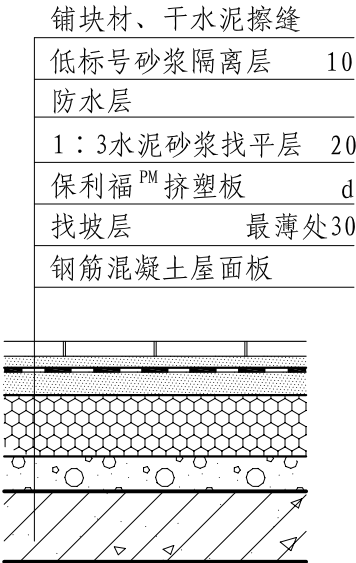 铺块材、干水泥擦缝
低标号砂浆隔离层 10
防水层
1：3水泥砂浆找平层 20
保利福PM挤塑板 d
找坡层 最薄处30
钢筋混凝土屋面板